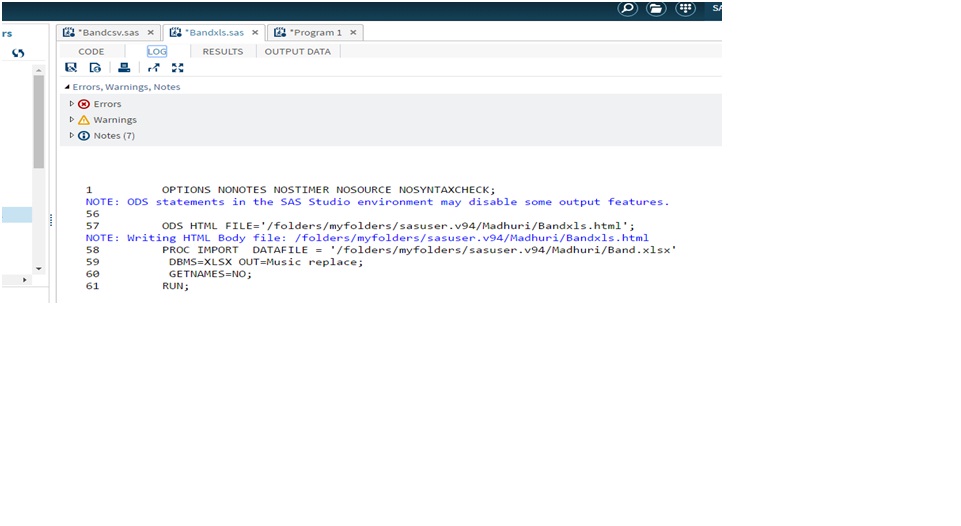 SA
rs
*Bandcsv.sas × *Bandxls.sas × *Program 1 ×
CODE LOG RESULTS OUTPUT DATA
Errors, Warnings, Notes
Errors
Warnings
Notes (7)
1 OPTIONS NONOTES NOSTIMER NOSOURCE NOSYNTAXCHECK;
NOTE: ODS statements in the SAS Studio environment may disable some output features.
56
57 ODS HTML FILE='/folders/myfolders/sasuser.v94/Madhuri/Bandxls.html';
NOTE: Writing HTML Body file: /folders/myfolders/sasuser.v94/Madhuri/Bandxls.html
58 PROC IMPORT DATAFILE = '/folders/myfolders/sasuser.v94/Madhuri/Band.xlsx'
59 DBMS=XLSX OUT=Music replace;
60 GETNAMES=NO;
61 RUN;